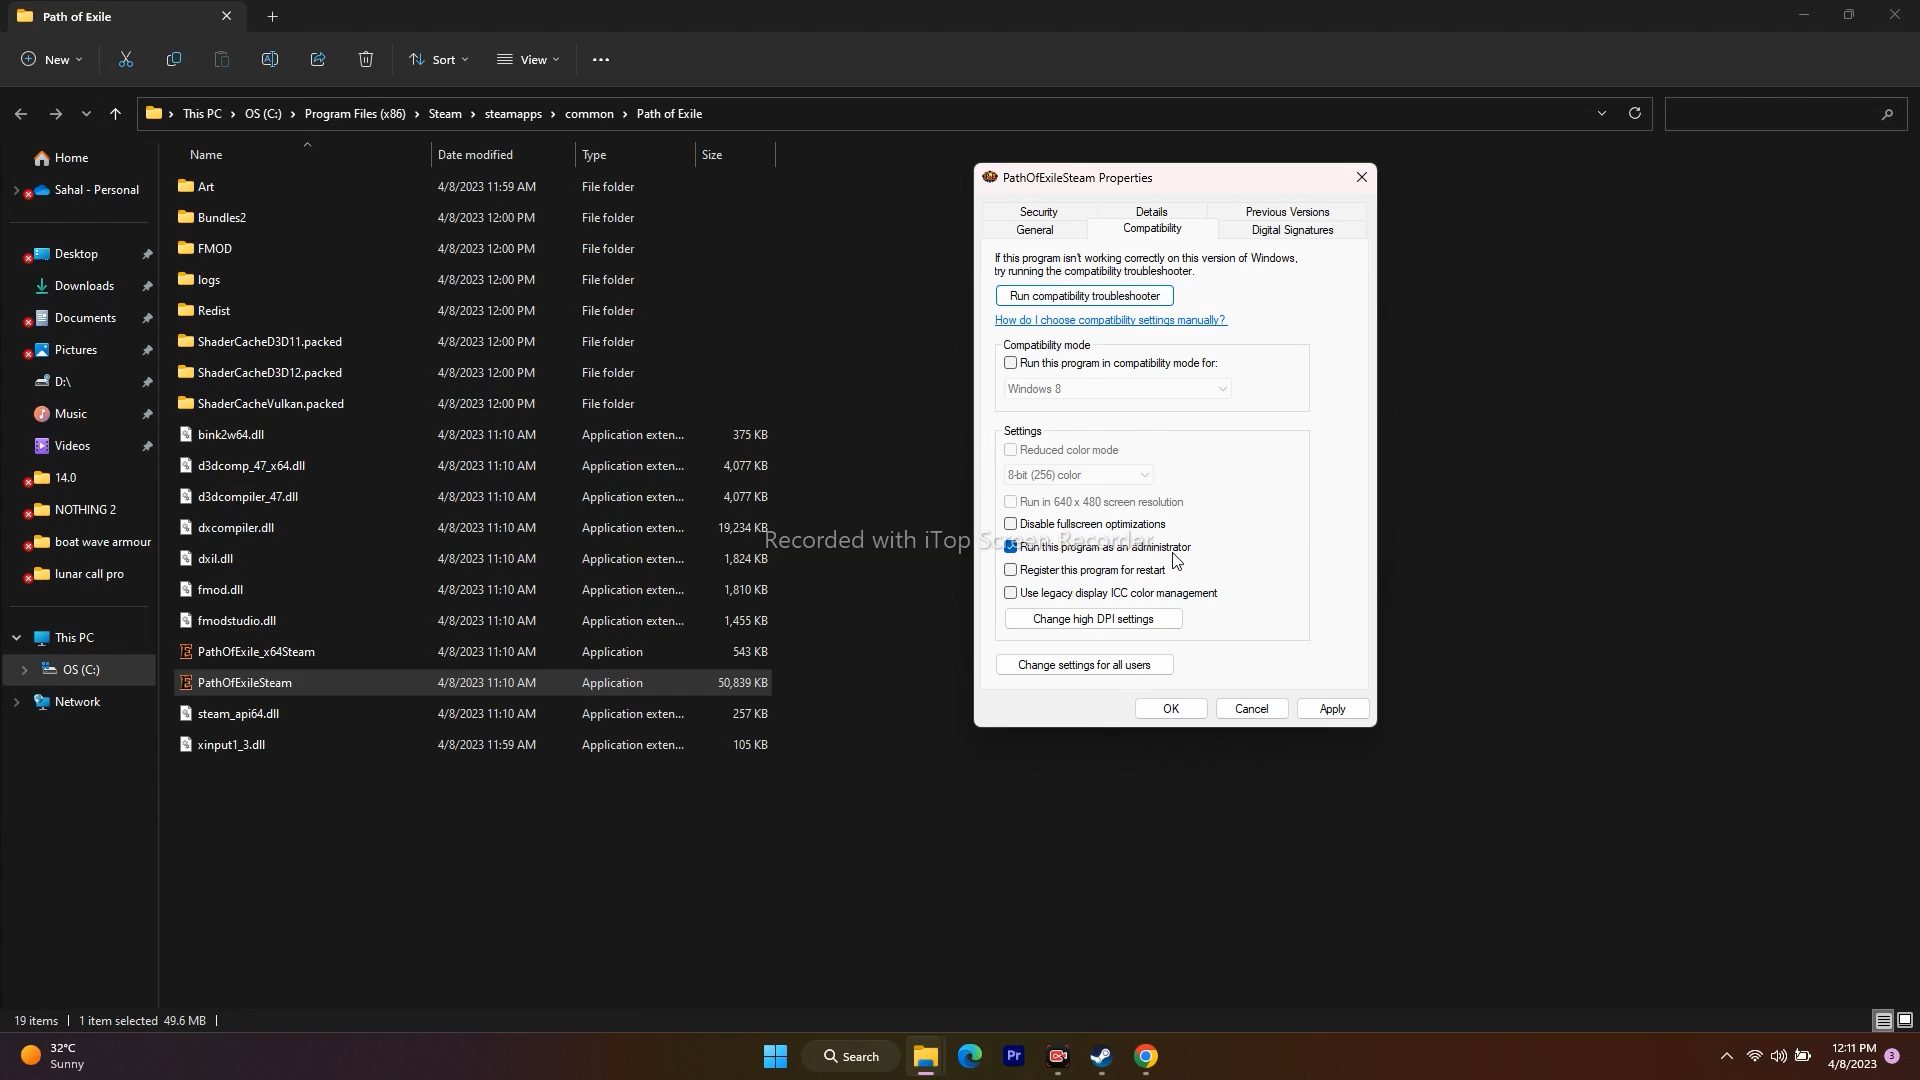 Path of Exile
New
Sort
View
This PC
OS (C:)
Program Files (x86)
Steam
steamapps
common
Path of Exile
Home
Sahal - Personal
Desktop
Downloads
Documents
Pictures
D:\
Music
Videos
14.0
NOTHING 2
boat wave armour
lunar call pro
This PC
OS (C:)
Network
Name Date modified Type Size
Art 4/8/2023 11:59 AM File folder
Bundles2 4/8/2023 12:00 PM File folder
FMOD 4/8/2023 12:00 PM File folder
logs 4/8/2023 12:00 PM File folder
Redist 4/8/2023 12:00 PM File folder
ShaderCacheD3D11.packed 4/8/2023 12:00 PM File folder
ShaderCacheD3D12.packed 4/8/2023 12:00 PM File folder
ShaderCacheVulkan.packed 4/8/2023 12:00 PM File folder
bink2w64.dll 4/8/2023 11:10 AM Application exten... 375 KB
d3dcomp_47_x64.dll 4/8/2023 11:10 AM Application exten... 4,077 KB
d3dcompiler_47.dll 4/8/2023 11:10 AM Application exten... 4,077 KB
dxcompiler.dll 4/8/2023 11:10 AM Application exten... 19,234 KB
dxil.dll 4/8/2023 11:10 AM Application exten... 1,824 KB
fmod.dll 4/8/2023 11:10 AM Application exten... 1,810 KB
fmodstudio.dll 4/8/2023 11:10 AM Application exten... 1,455 KB
PathOfExile_x64Steam 4/8/2023 11:10 AM Application 543 KB
PathOfExileSteam 4/8/2023 11:10 AM Application 50,839 KB
steam_api64.dll 4/8/2023 11:10 AM Application exten... 257 KB
xinput1_3.dll 4/8/2023 11:59 AM Application exten... 105 KB
PathOfExileSteam Properties
Security Details Previous Versions
General Compatibility Digital Signatures
If this program isn't working correctly on this version of Windows,
try running the compatibility troubleshooter.
Run compatibility troubleshooter
How do I choose compatibility settings manually?
Compatibility mode
Run this program in compatibility mode for:
Windows 8
Settings
Reduced color mode
8-bit (256) color
Run in 640 x 480 screen resolution
Disable fullscreen optimizations
Recorded with iTop Screen Recorder
Run this program as an administrator
Register this program for restart
Use legacy display ICC color management
Change high DPI settings
Change settings for all users
OK Cancel Apply
19 items 1 item selected 49.6 MB
32°C
Sunny
Search
Pr
12:11 PM
4/8/2023
3